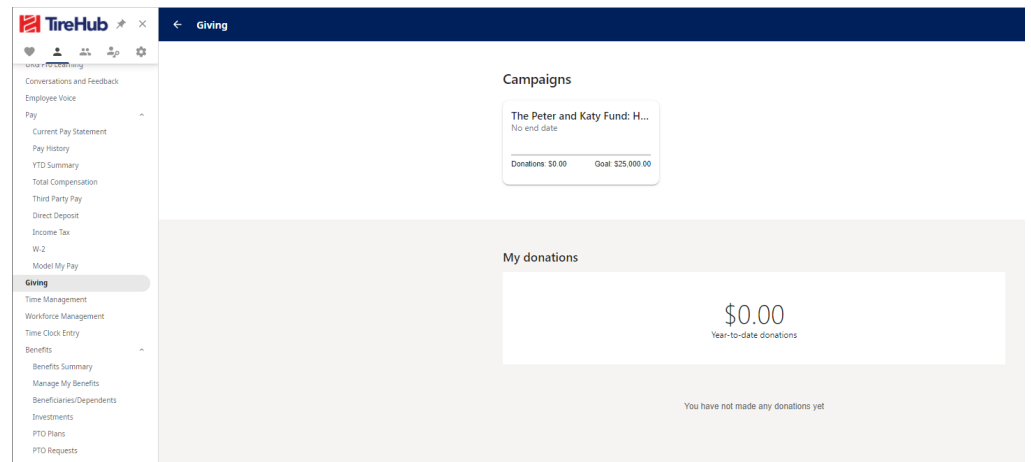 TireHub
UKG Pro Learning
Conversations and Feedback
Employee Voice
Pay
Current Pay Statement
Pay History
YTD Summary
Total Compensation
Third Party Pay
Direct Deposit
Income Tax
W-2
Model My Pay
Giving
Time Management
Workforce Management
Time Clock Entry
Benefits
Benefits Summary
Manage My Benefits
Beneficiaries/Dependents
Investments
PTO Plans
PTO Requests
Giving
Campaigns
The Peter and Katy Fund: H...
No end date
Donations: $0.00 Goal: $25,000.00
My donations
$0.00
Year-to-date donations
You have not made any donations yet